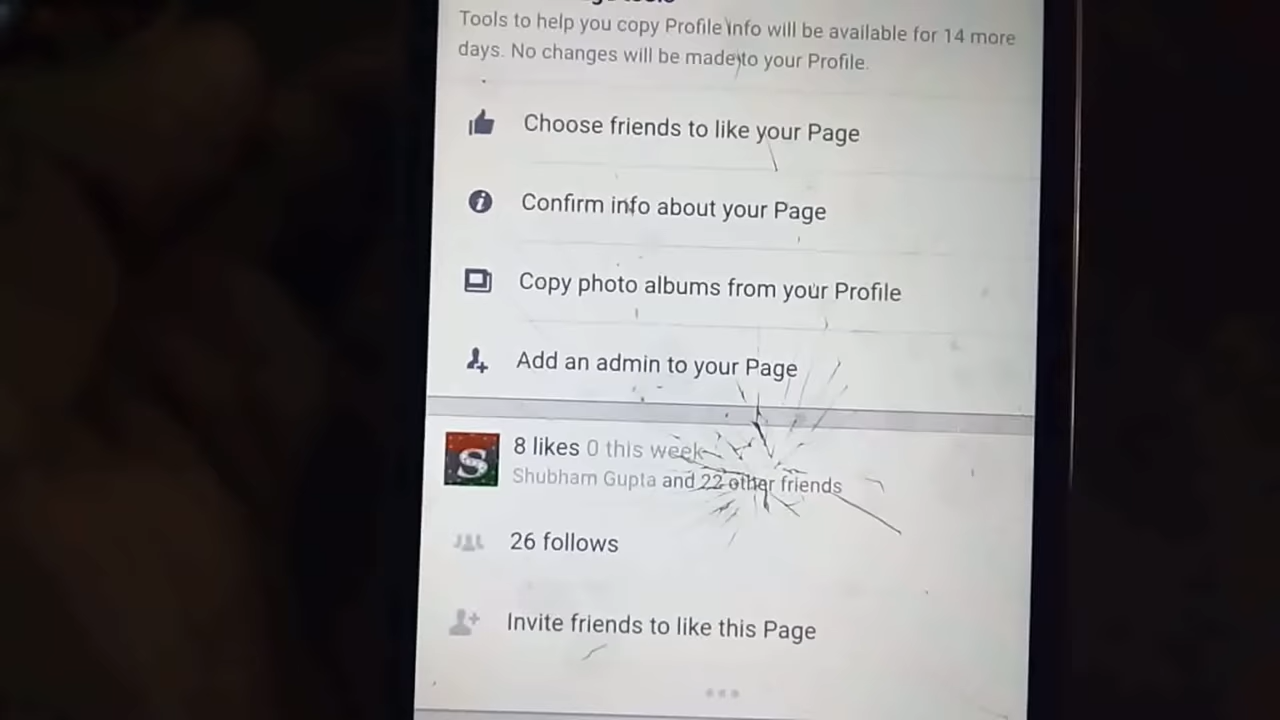 Tools to help you copy Profile info will be available for 14 more
days. No changes will be made to your Profile.
Choose friends to like your Page
Confirm info about your Page
Copy photo albums from your Profile
Add an admin to your Page
S
8 likes 0 this week
Shubham Gupta and 22 other friends
26 follows
Invite friends to like this Page